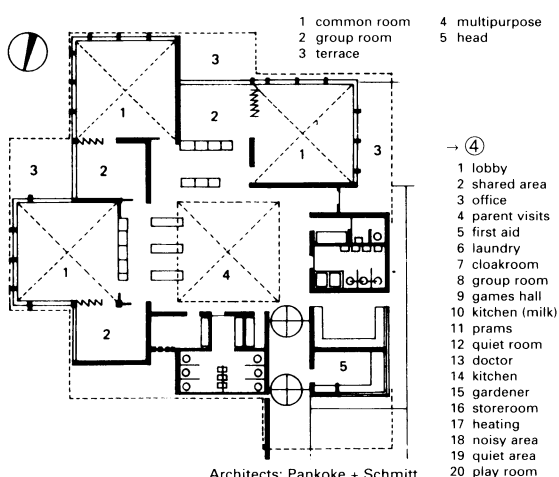 1 common room
2 group room
3 terrace
4 multipurpose
5 head
3
1
2
1
3
3
2
1
4
2
5
→ ④
1 lobby
2 shared area
3 office
4 parent visits
5 first aid
6 laundry
7 cloakroom
8 group room
9 games hall
10 kitchen (milk)
11 prams
12 quiet room
13 doctor
14 kitchen
15 gardener
16 storeroom
17 heating
18 noisy area
19 quiet area
20 play room
Architects: Pankoke + Schmitt